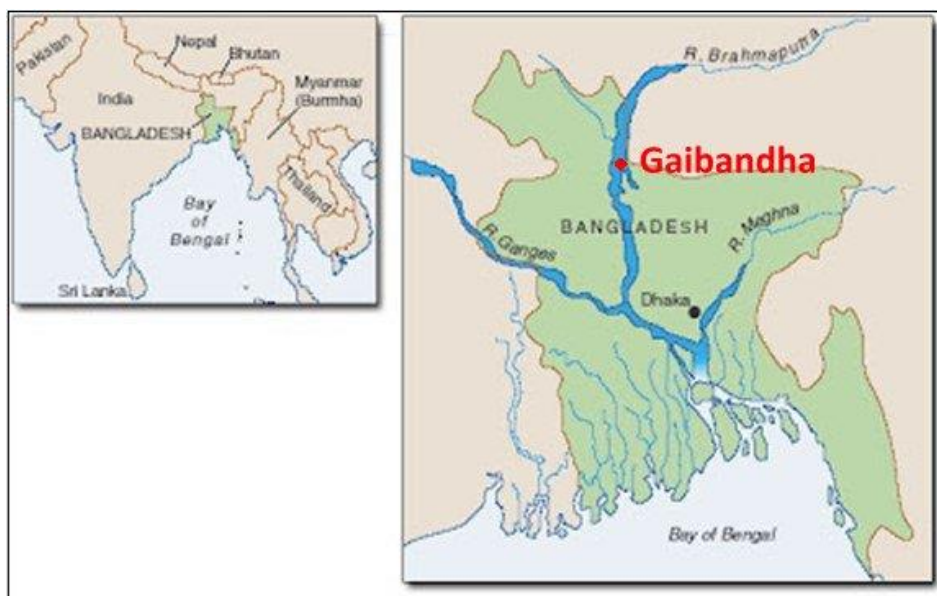 Pakistan
Nepal
Bhutan
India
Myanmar
(Burmha)
BANGLADESH
Thailand
Bay
of
Bengal
Sri Lanka
R. Brahmaputra
Gaibandha
BANGLADESH
R. Meghna
R. Ganges
Dhaka
Bay of Bengal